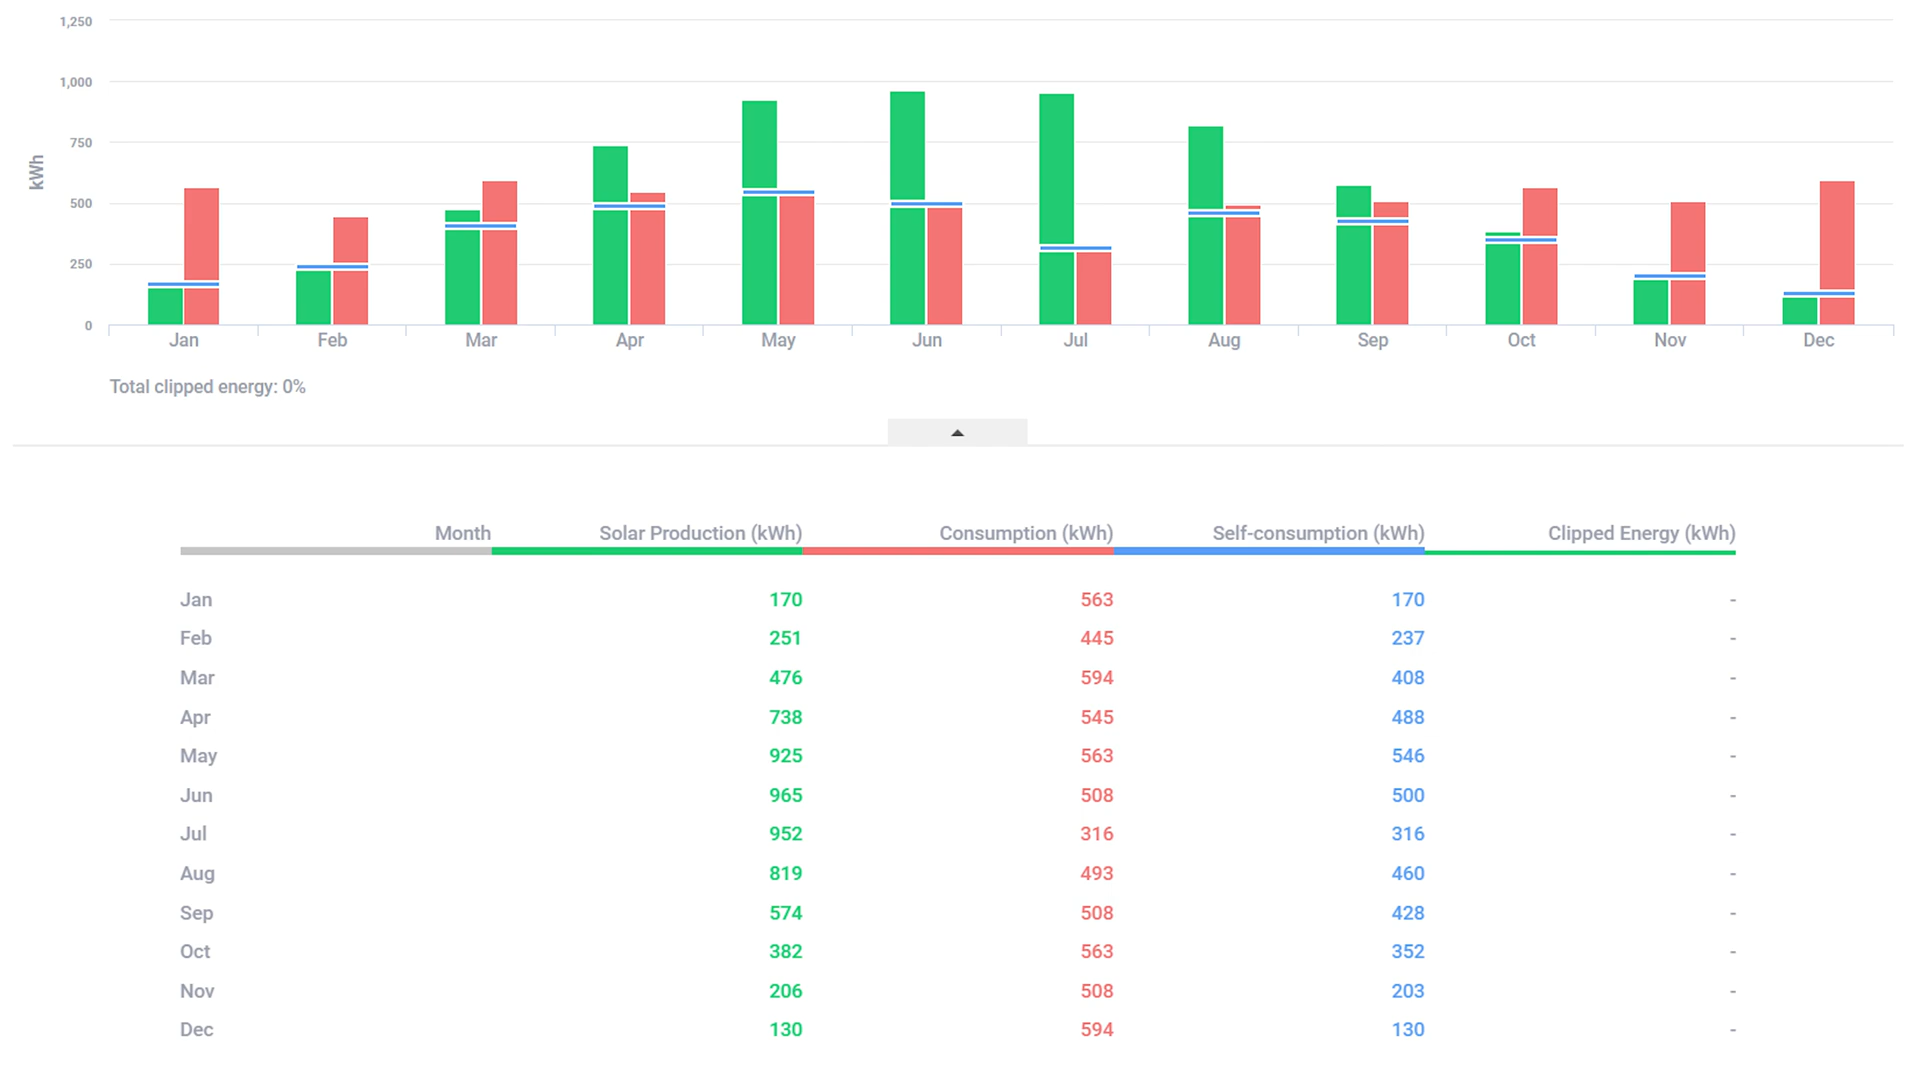 1,250
1,000
750
500
250
0
kWh
Jan Feb Mar Apr May Jun Jul Aug Sep Oct Nov Dec
Total clipped energy: 0%
Month Solar Production (kWh) Consumption (kWh) Self-consumption (kWh) Clipped Energy (kWh)
Jan 170 563 170 -
Feb 251 445 237 -
Mar 476 594 408 -
Apr 738 545 488 -
May 925 563 546 -
Jun 965 508 500 -
Jul 952 316 316 -
Aug 819 493 460 -
Sep 574 508 428 -
Oct 382 563 352 -
Nov 206 508 203 -
Dec 130 594 130 -